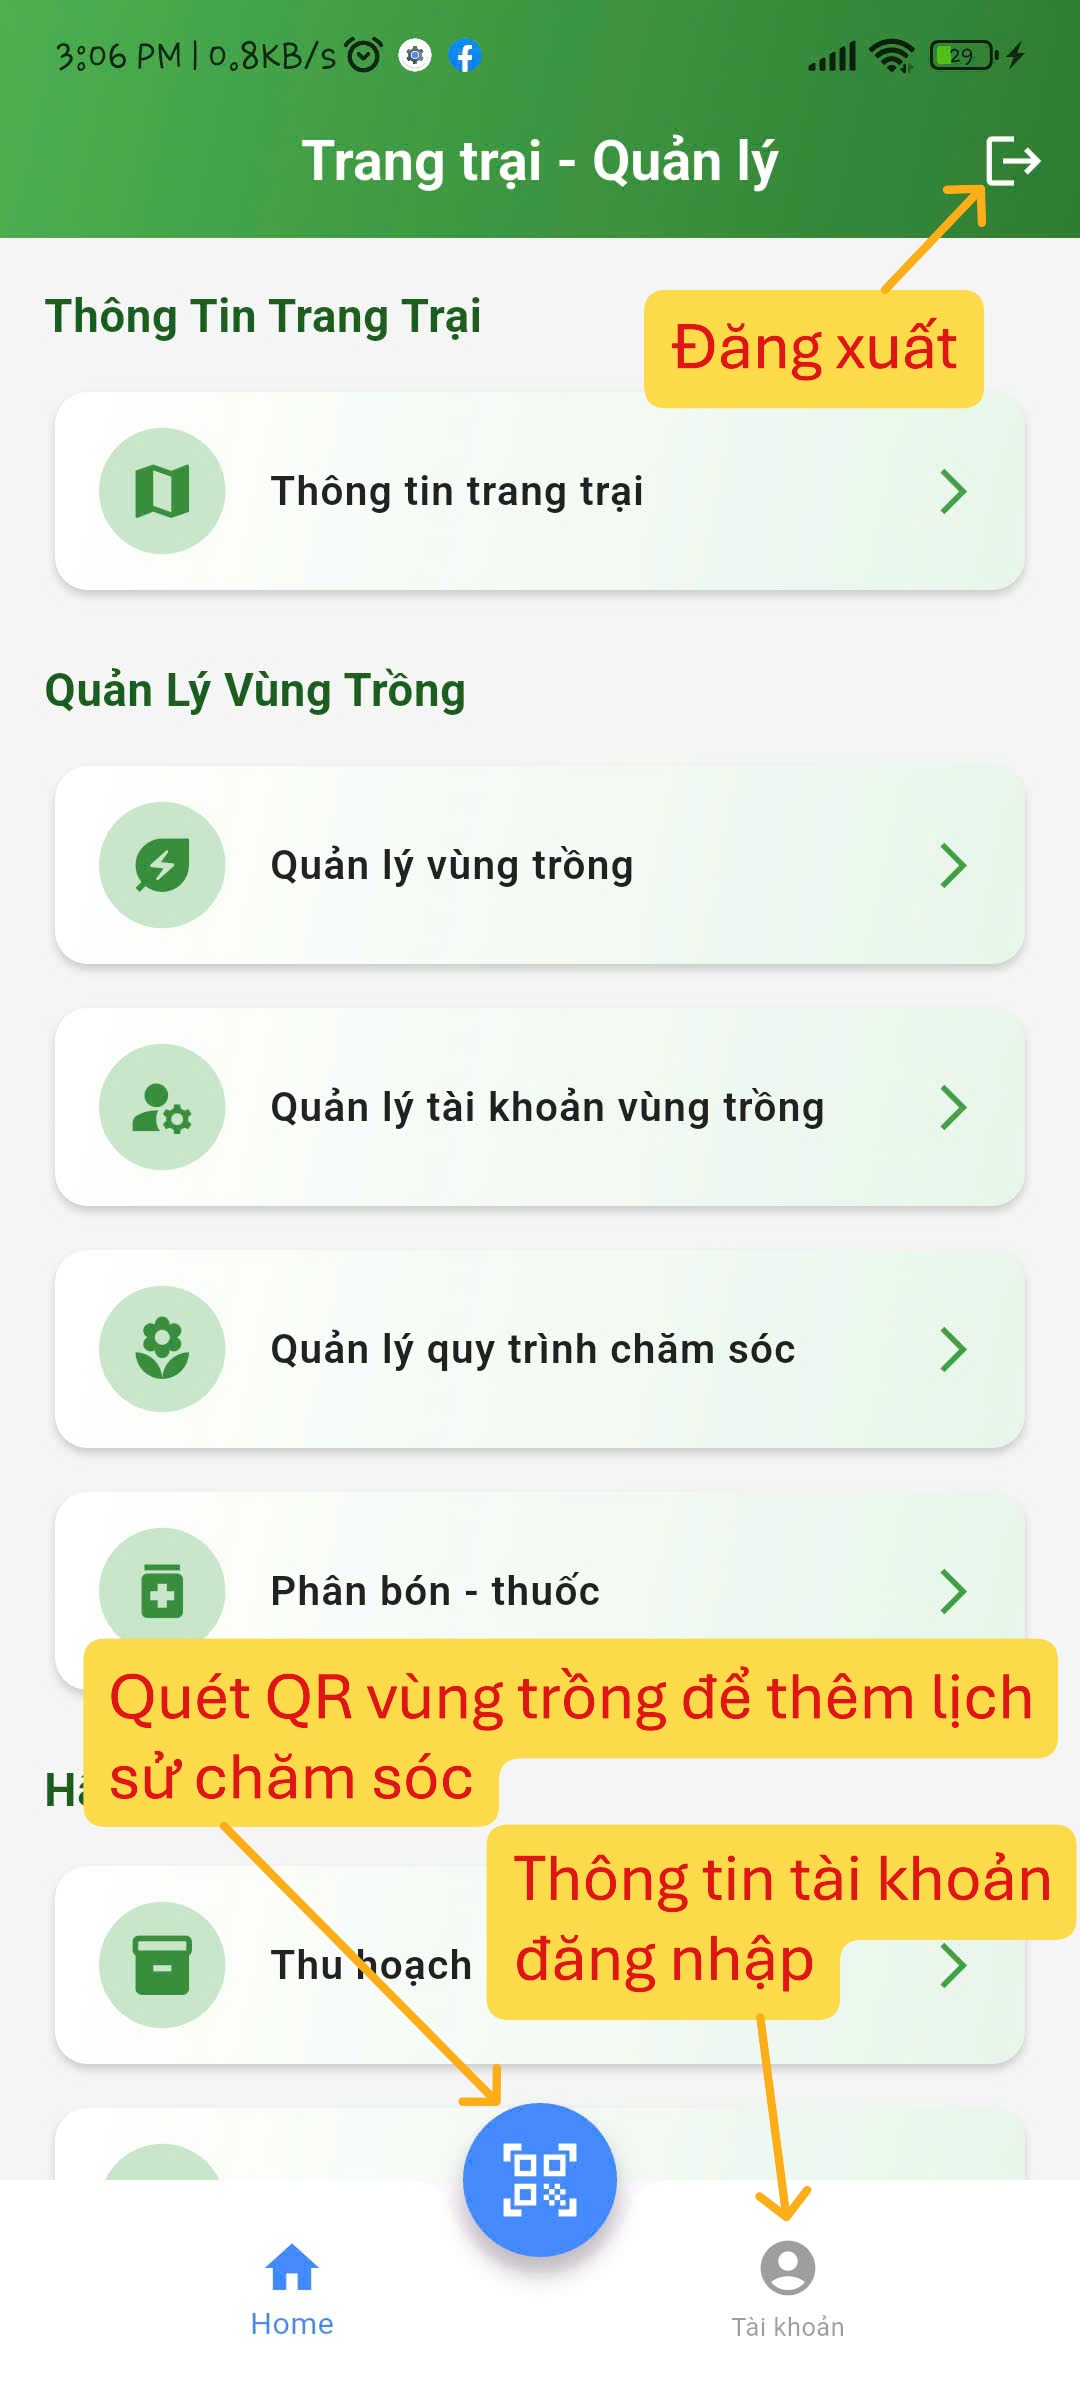 3:06 PM | 0.8KB/s
29
Trang trại - Quản lý
Đăng xuất
Thông Tin Trang Trại
Thông tin trang trại
Quản Lý Vùng Trồng
Quản lý vùng trồng
Quản lý tài khoản vùng trồng
Quản lý quy trình chăm sóc
Phân bón - thuốc
Quét QR vùng trồng để thêm lịch
sử chăm sóc
Thông tin tài khoản
đăng nhập
Thu hoạch
Home
Tài khoản